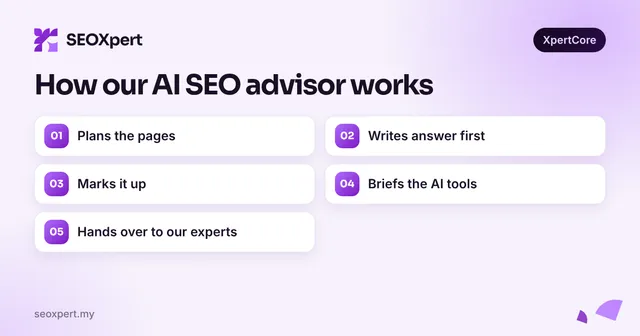 SEOXpert
XpertCore
How our AI SEO advisor works
01 Plans the pages
02 Writes answer first
03 Marks it up
04 Briefs the AI tools
05 Hands over to our experts
seoxpert.my